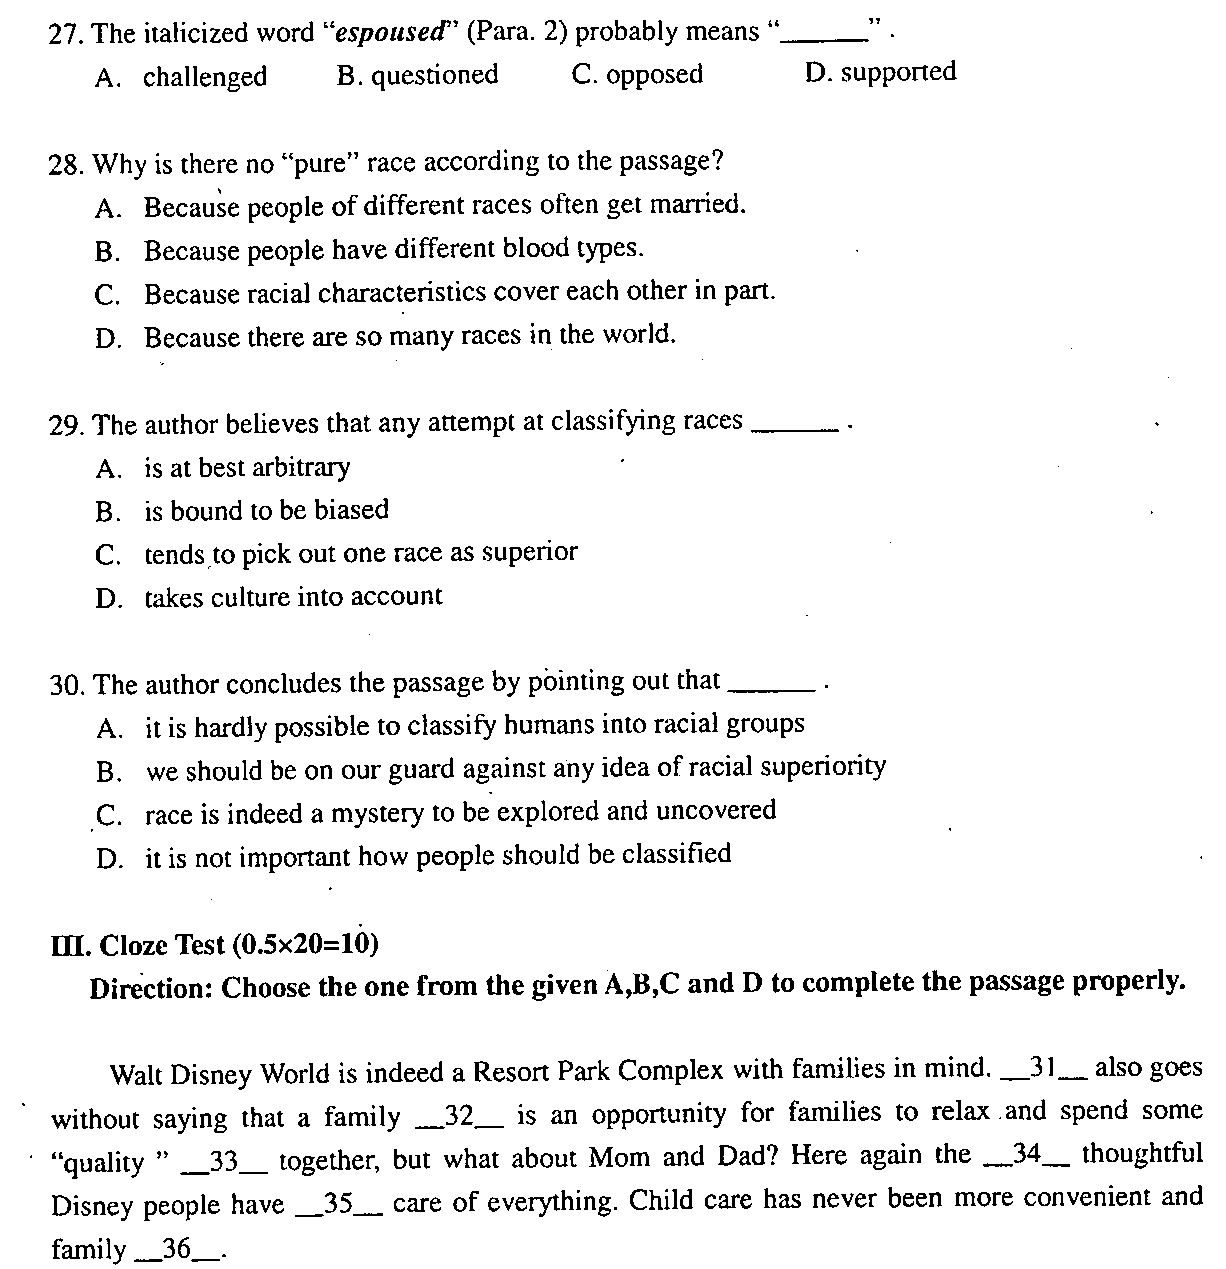 27. The italicized word “espoused” (Para. 2) probably means “______” .
A. challenged B. questioned C. opposed D. supported
28. Why is there no “pure” race according to the passage?
A. Because people of different races often get married.
B. Because people have different blood types.
C. Because racial characteristics cover each other in part.
D. Because there are so many races in the world.
29. The author believes that any attempt at classifying races ______ .
A. is at best arbitrary
B. is bound to be biased
C. tends to pick out one race as superior
D. takes culture into account
30. The author concludes the passage by pointing out that ______ .
A. it is hardly possible to classify humans into racial groups
B. we should be on our guard against any idea of racial superiority
C. race is indeed a mystery to be explored and uncovered
D. it is not important how people should be classified
III. Cloze Test (0.5×20=10)
Direction: Choose the one from the given A,B,C and D to complete the passage properly.
Walt Disney World is indeed a Resort Park Complex with families in mind. __31__ also goes
without saying that a family __32__ is an opportunity for families to relax and spend some
“quality ” __33__ together, but what about Mom and Dad? Here again the __34__ thoughtful
Disney people have __35__ care of everything. Child care has never been more convenient and
family __36__.